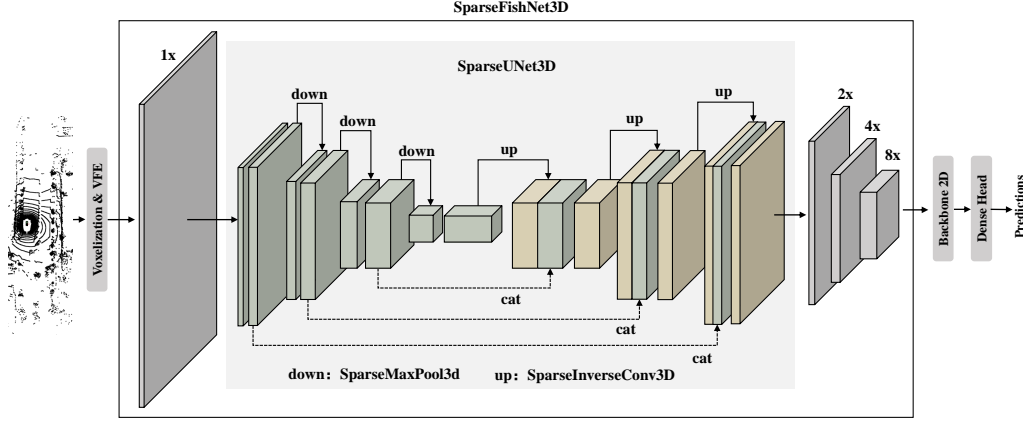 SparseFishNet3D
1x
SparseUNet3D
down
down
down
up
up
up
2x
4x
8x
Voxelization & VFE
Backbone 2D
Dense Head
Predictions
cat
cat
cat
down：SparseMaxPool3d
up：SparseInverseConv3D